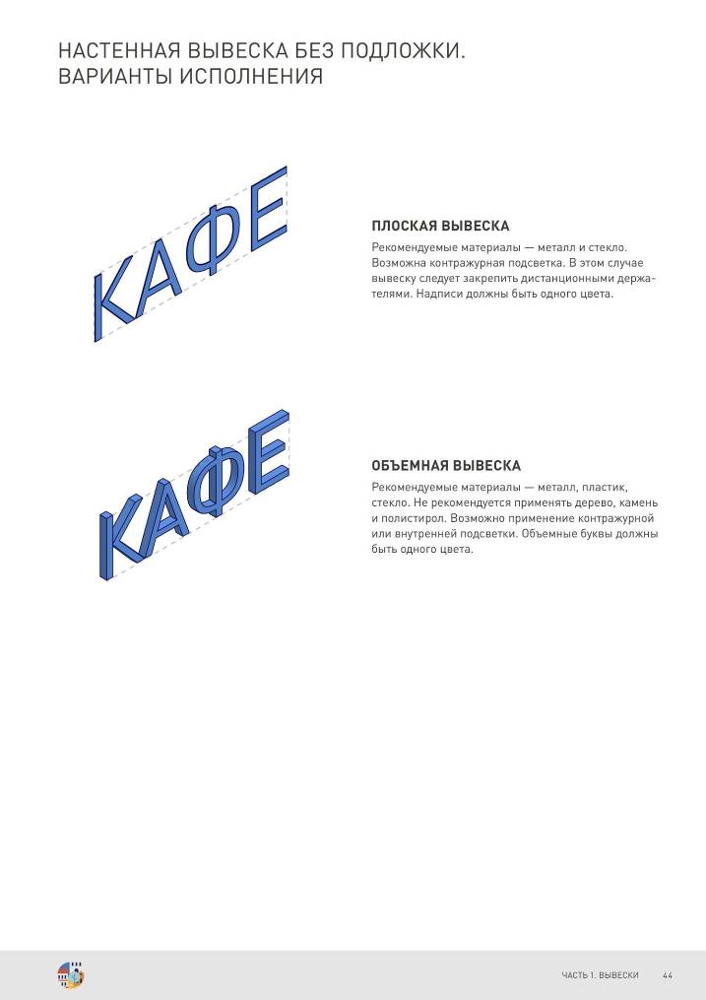 НАСТЕННАЯ ВЫВЕСКА БЕЗ ПОДЛОЖКИ.
ВАРИАНТЫ ИСПОЛНЕНИЯ
КАФЕ
ПЛОСКАЯ ВЫВЕСКА
Рекомендуемые материалы — металл и стекло.
Возможна контражурная подсветка. В этом случае
вывеску следует закрепить дистанционными держа-
телями. Надписи должны быть одного цвета.
КАФЕ
ОБЪЕМНАЯ ВЫВЕСКА
Рекомендуемые материалы — металл, пластик,
стекло. Не рекомендуется применять дерево, камень
и полистирол. Возможно применение контражурной
или внутренней подсветки. Объемные буквы должны
быть одного цвета.
ЧАСТЬ 1. ВЫВЕСКИ 44